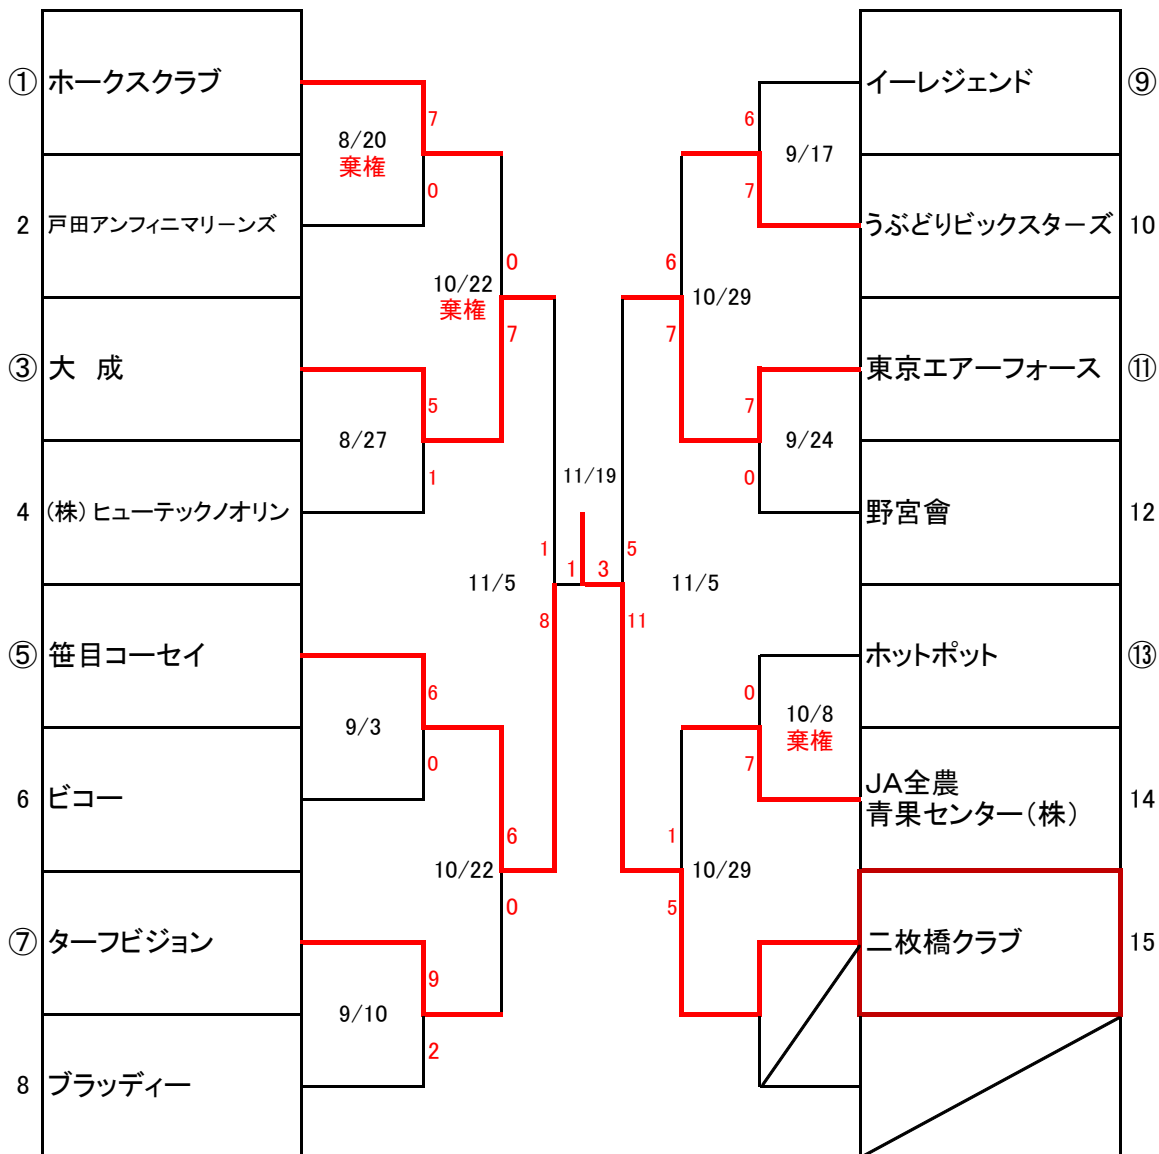 ① ホークスクラブ
7
8/20
棄権
0
2 戸田アンフィニマリーンズ
0
10/22
棄権
7
③ 大 成
5
8/27
1
4 (株)ヒューテックノオリン
11/19
1
1 3
5
11/5
11/5
8
11
⑤ 笹目コーセイ
6
9/3
0
6 ビコー
6
10/22
0
⑦ ターフビジョン
9
9/10
2
8 ブラッディー
イーレジェンド ⑨
6
9/17
7
うぶどりビックスターズ 10
6
10/29
7
東京エアーフォース ⑪
7
9/24
0
野宮會 12
ホットポット ⑬
0
10/8
棄権
7
JA全農
青果センター(株) 14
1
10/29
5
二枚橋クラブ 15